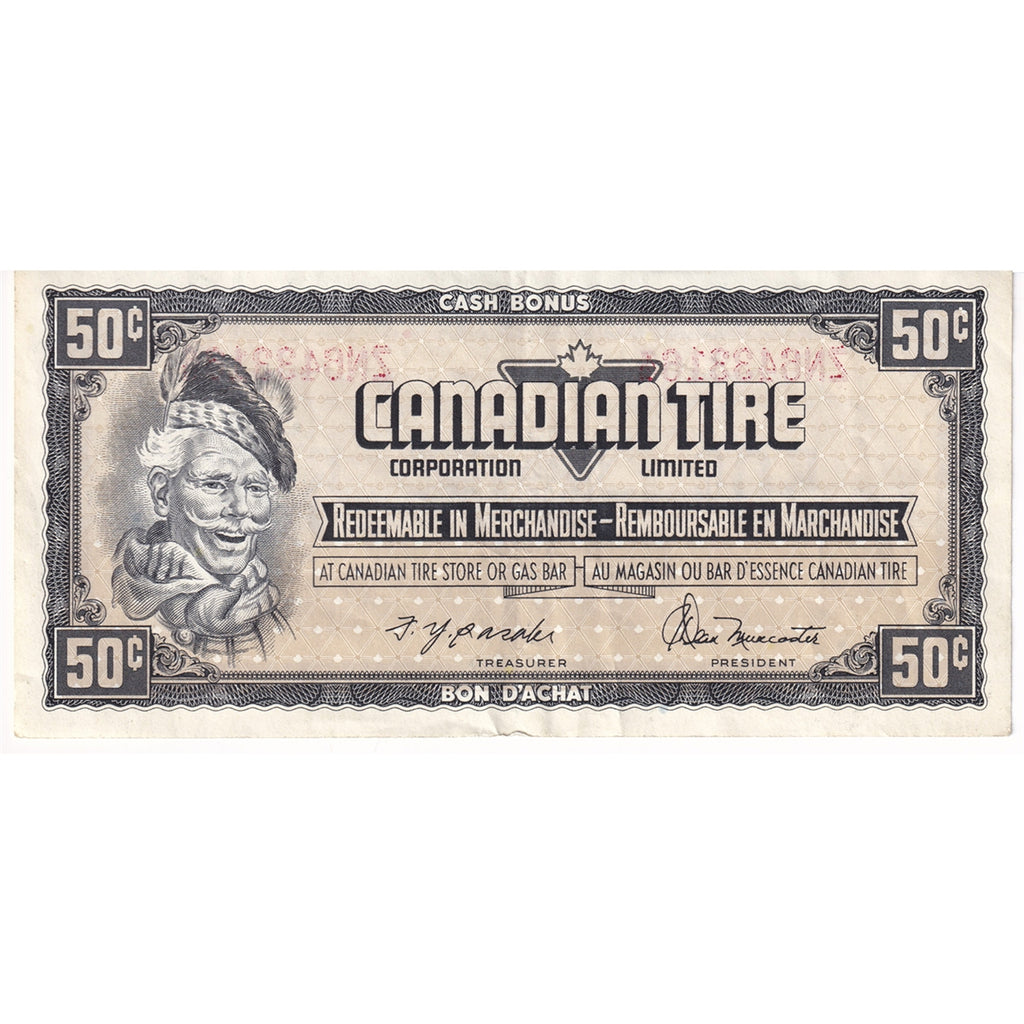 CASH BONUS
50¢ 50¢
CANADIAN TIRE
CORPORATION LIMITED
REDEEMABLE IN MERCHANDISE – REMBOURSABLE EN MARCHANDISE
AT CANADIAN TIRE STORE OR GAS BAR AU MAGASIN OU BAR D'ESSENCE CANADIAN TIRE
TREASURER PRESIDENT
50¢ 50¢
BON D'ACHAT